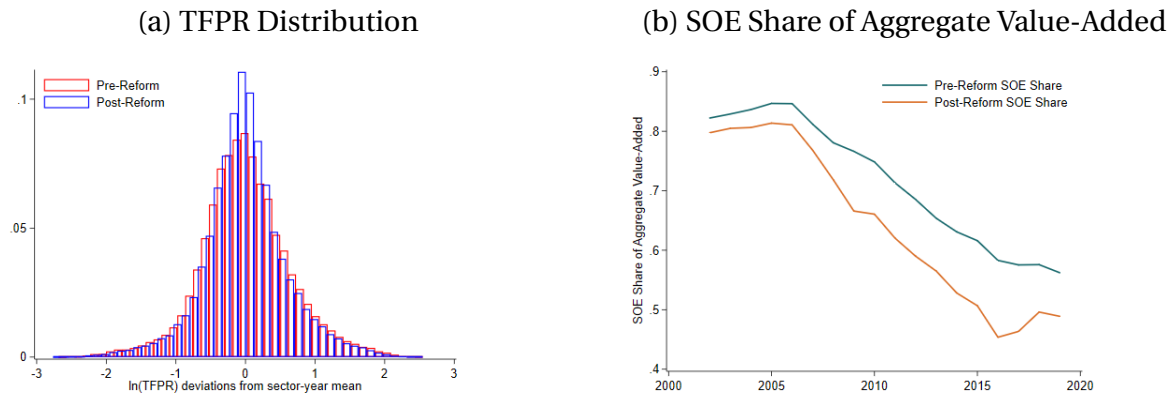 (a) TFPR Distribution
Pre-Reform
Post-Reform
.1
.05
0
-3 -2 -1 0 1 2 3
ln(TFPR) deviations from sector-year mean
(b) SOE Share of Aggregate Value-Added
Pre-Reform SOE Share
Post-Reform SOE Share
SOE Share of Aggregate Value-Added
.9
.8
.7
.6
.5
.4
2000 2005 2010 2015 2020